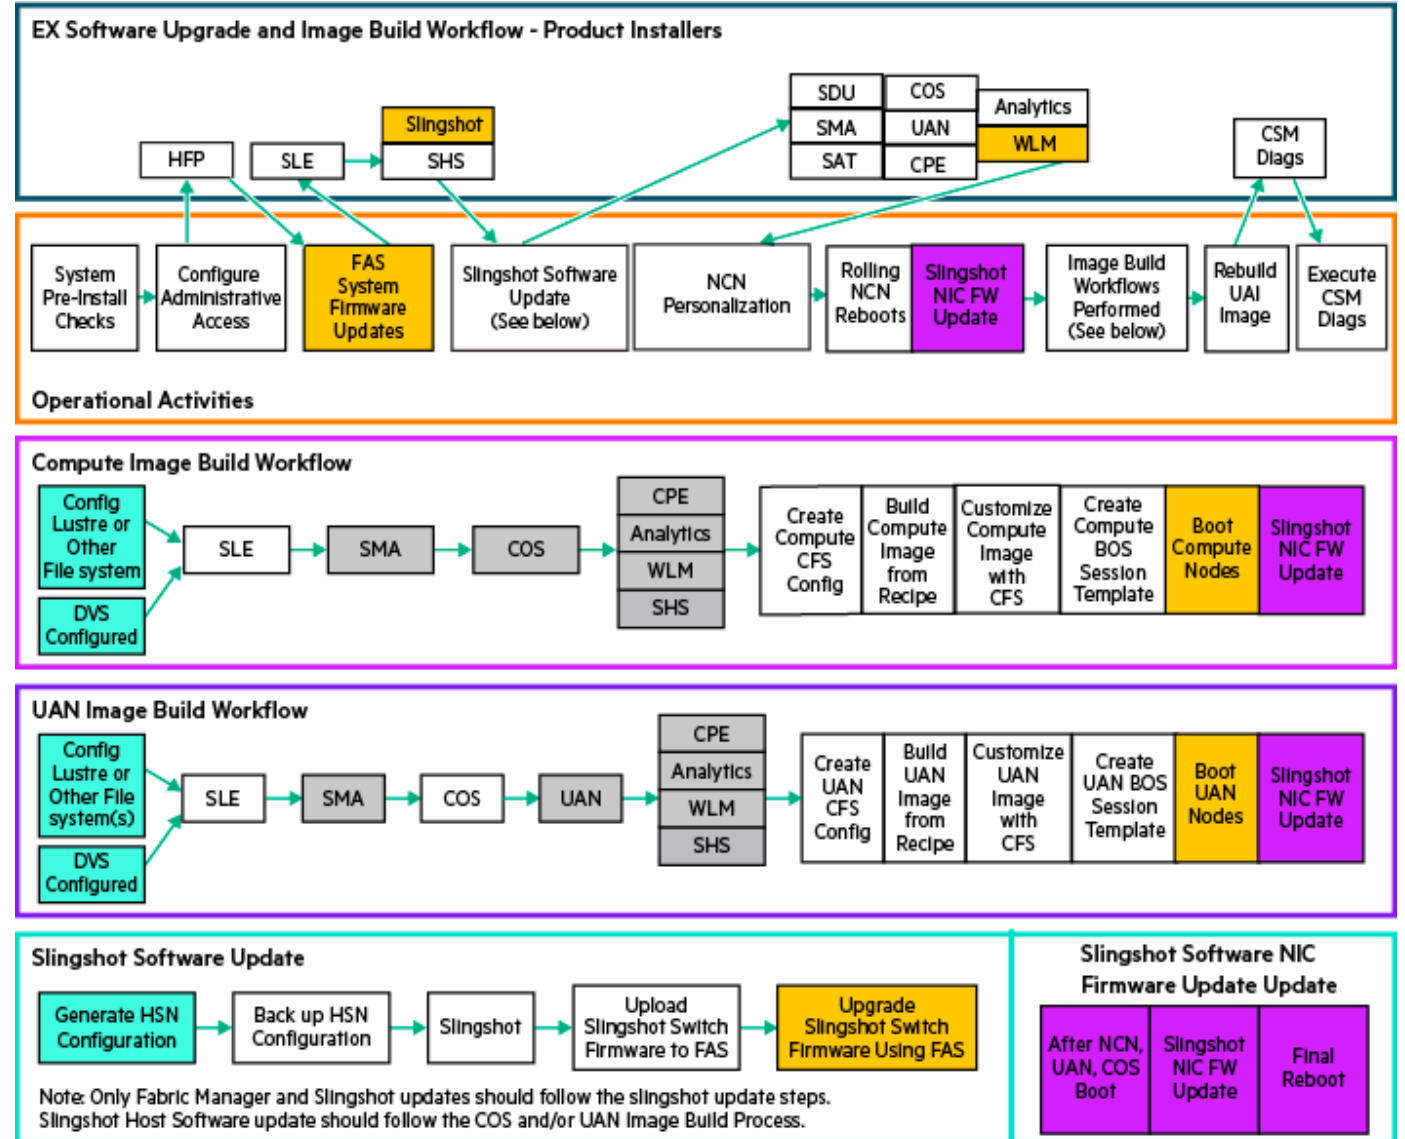 EX Software Upgrade and Image Build Workflow - Product Installers
HFP
SLE
Slingshot
SHS
SDU
SMA
SAT
COS
UAN
CPE
Analytics
WLM
CSM
Diags
System
Pre-Install
Checks
Configure
Administrative
Access
FAS
System
Firmware
Updates
Slingshot Software
Update
(See below)
NCN
Personalization
Rolling
NCN
Reboots
Slingshot
NIC FW
Update
Image Build
Workflows
Performed
(See below)
Rebuild
UAI
Image
Execute
CSM
Diags
Operational Activities
Compute Image Build Workflow
Config
Lustre or
Other
File system
DVS
Configured
SLE
SMA
COS
CPE
Analytics
WLM
SHS
Create
Compute
CFS
Config
Build
Compute
Image
from
Recipe
Customize
Compute
Image
with
CFS
Create
Compute
BOS
Session
Template
Boot
Compute
Nodes
Slingshot
NIC FW
Update
UAN Image Build Workflow
Config
Lustre or
Other File
system(s)
DVS
Configured
SLE
SMA
COS
UAN
CPE
Analytics
WLM
SHS
Create
UAN
CFS
Config
Build
UAN
Image
from
Recipe
Customize
UAN
Image
with
CFS
Create
UAN BOS
Session
Template
Boot
UAN
Nodes
Slingshot
NIC FW
Update
Slingshot Software Update
Generate HSN
Configuration
Back up HSN
Configuration
Slingshot
Upload
Slingshot Switch
Firmware to FAS
Upgrade
Slingshot Switch
Firmware Using FAS
Note: Only Fabric Manager and Slingshot updates should follow the slingshot update steps.
Slingshot Host Software update should follow the COS and/or UAN Image Build Process.
Slingshot Software NIC
Firmware Update Update
After NCN,
UAN, COS
Boot
Slingshot
NIC FW
Update
Final
Reboot